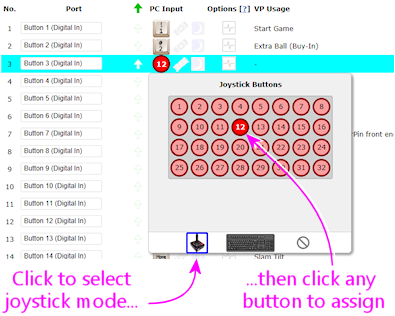 No. Port PC Input Options [?] VP Usage
1 Button 1 (Digital In) Start Game
2 Button 2 (Digital In) Extra Ball (Buy-In)
3 Button 3 (Digital In) 12 -
4 Button 4 (Digital In)
5 Button 5 (Digital In)
6 Button 6 (Digital In)
7 Button 7 (Digital In)
8 Button 8 (Digital In)
9 Button 9 (Digital In)
10 Button 10 (Digital In)
11 Button 11 (Digital In)
12 Button 12 (Digital In)
13 Button 13 (Digital In)
14 Button 14 (Digital In) Slam Tilt
Joystick Buttons
1 2 3 4 5 6 7 8
9 10 11 12 13 14 15 16
17 18 19 20 21 22 23 24
25 26 27 28 29 30 31 32
Pin front en
Click to select
joystick mode...
...then click any
button to assign